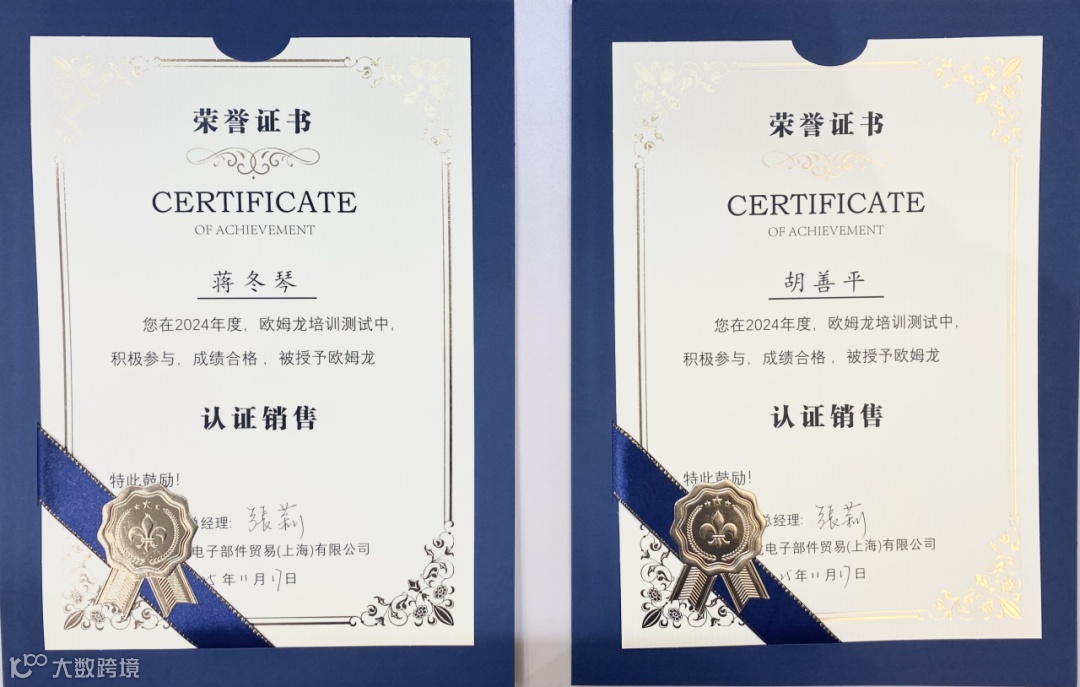 荣誉证书
CERTIFICATE
OF ACHIEVEMENT
蒋冬琴
您在2024年度，欧姆龙培训测试中，
积极参与，成绩合格，被授予欧姆龙
认证销售
特此鼓励！
总经理：张莉
电子部件贸易(上海)有限公司
年11月17日
荣誉证书
CERTIFICATE
OF ACHIEVEMENT
胡善平
您在2024年度，欧姆龙培训测试中，
积极参与，成绩合格，被授予欧姆龙
认证销售
特此鼓励！
总经理：张莉
电子部件贸易(上海)有限公司
年11月17日
大数跨境